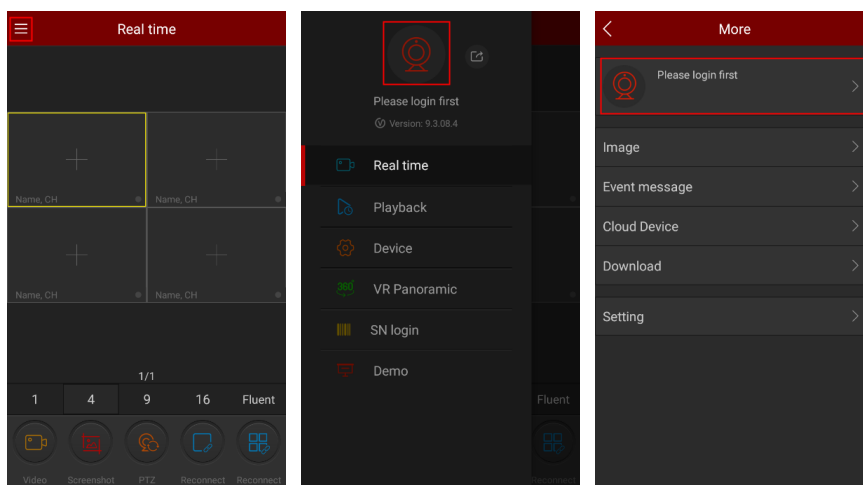 Real time
Name, CH
Name, CH
Name, CH
Name, CH
1/1
1 4 9 16 Fluent
Video Screenshot PTZ Reconnect Reconnect
Please login first
Version: 9.3.08.4
Real time
Playback
Device
360° VR Panoramic
SN login
Demo
Fluent
Reconnect
More
Please login first
Image
Event message
Cloud Device
Download
Setting